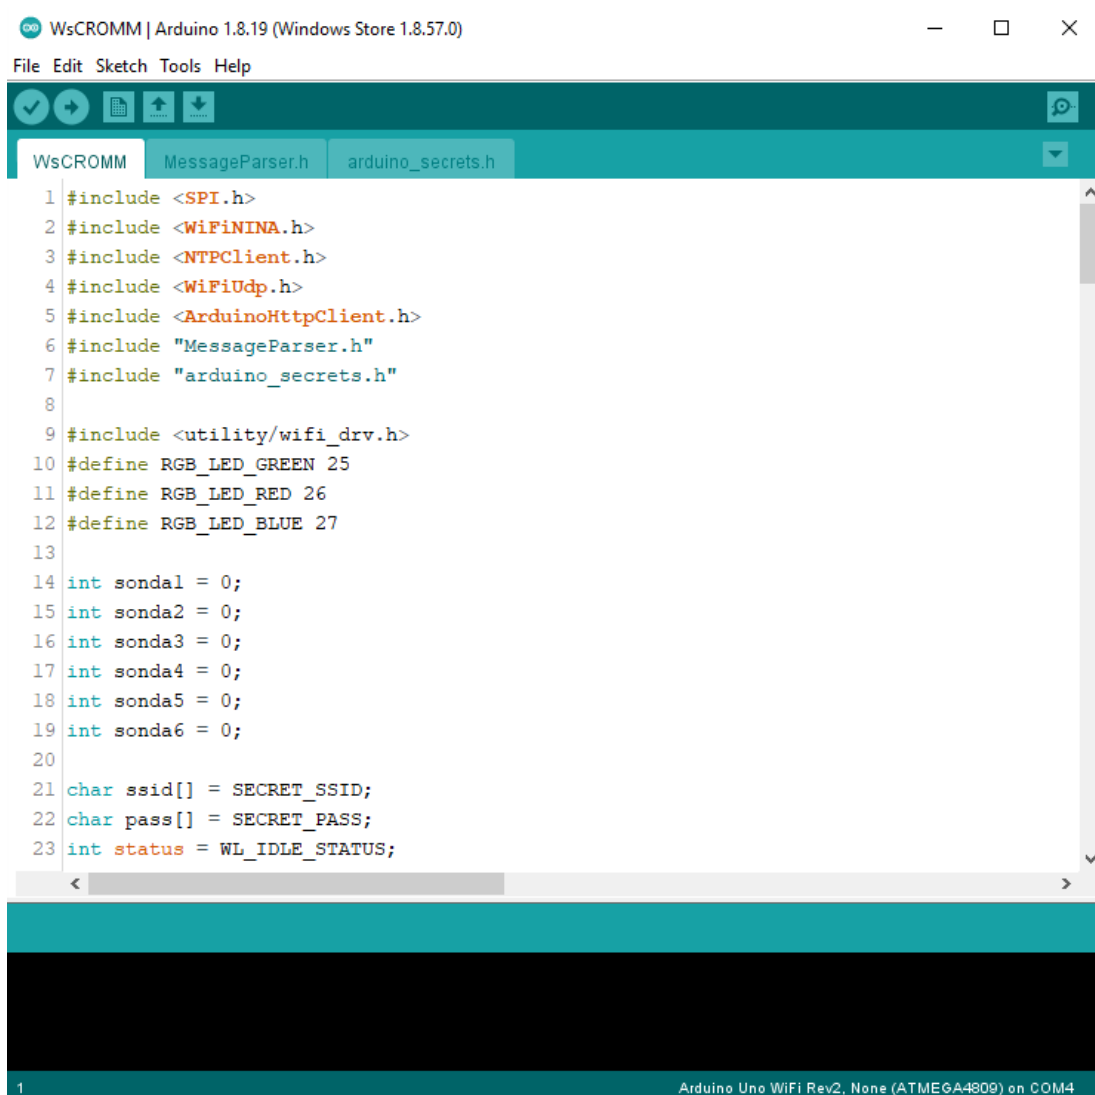 WsCROMM | Arduino 1.8.19 (Windows Store 1.8.57.0)
File Edit Sketch Tools Help
WsCROMM MessageParser.h arduino_secrets.h
1 #include <SPI.h>
2 #include <WiFiNINA.h>
3 #include <NTPClient.h>
4 #include <WiFiUdp.h>
5 #include <ArduinoHttpClient.h>
6 #include "MessageParser.h"
7 #include "arduino_secrets.h"
8
9 #include <utility/wifi_drv.h>
10 #define RGB_LED_GREEN 25
11 #define RGB_LED_RED 26
12 #define RGB_LED_BLUE 27
13
14 int sonda1 = 0;
15 int sonda2 = 0;
16 int sonda3 = 0;
17 int sonda4 = 0;
18 int sonda5 = 0;
19 int sonda6 = 0;
20
21 char ssid[] = SECRET_SSID;
22 char pass[] = SECRET_PASS;
23 int status = WL_IDLE_STATUS;
1 Arduino Uno WiFi Rev2, None (ATMEGA4809) on COM4